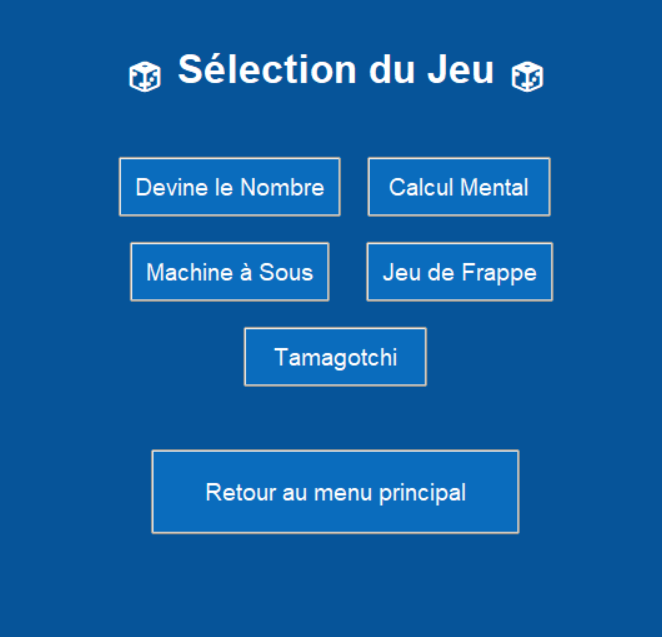 🎲 Sélection du Jeu 🎲
Devine le Nombre
Calcul Mental
Machine à Sous
Jeu de Frappe
Tamagotchi
Retour au menu principal